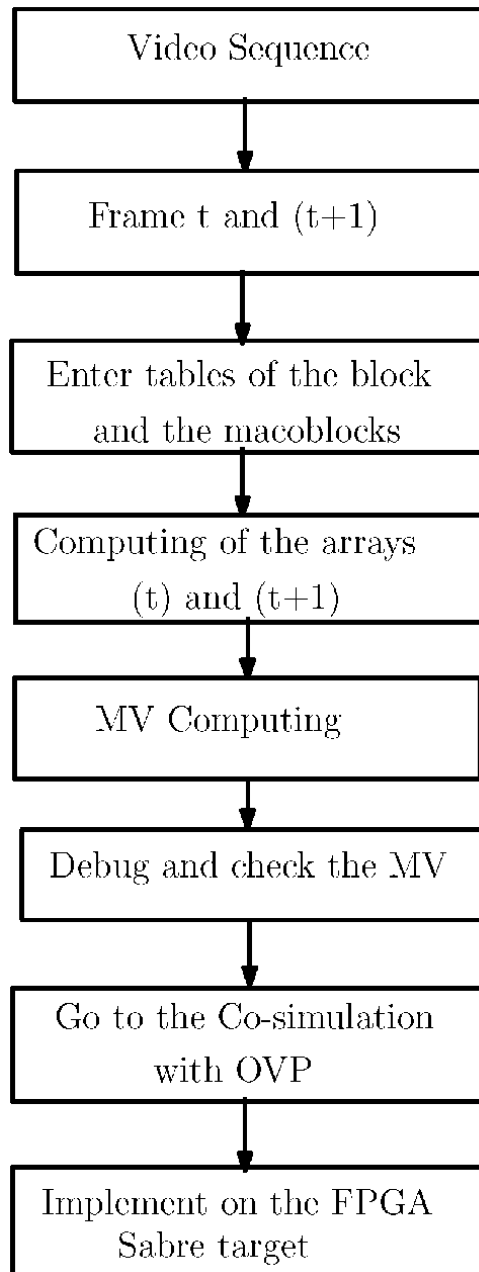 Video Sequence
Frame t and (t+1)
Enter tables of the block
and the macoblocks
Computing of the arrays
(t) and (t+1)
MV Computing
Debug and check the MV
Go to the Co-simulation
with OVP
Implement on the FPGA
Sabre target